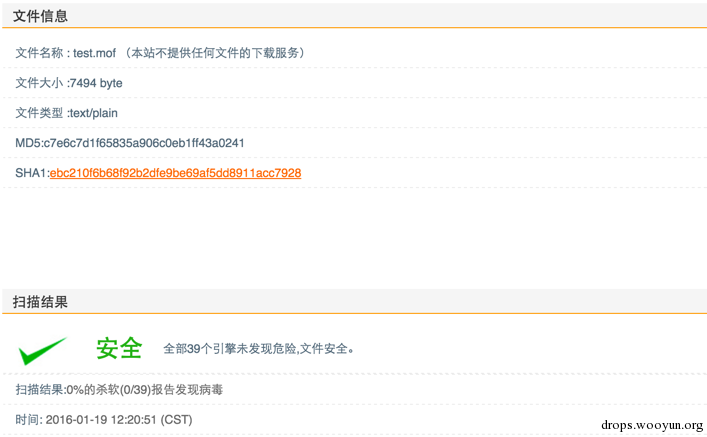 文件信息
文件名称 : test.mof （本站不提供任何文件的下载服务）
文件大小 :7494 byte
文件类型 :text/plain
MD5:c7e6c7d1f65835a906c0eb1ff43a0241
SHA1:ebc210f6b68f92b2dfe9be69af5dd8911acc7928
扫描结果
安全 全部39个引擎未发现危险,文件安全。
扫描结果:0%的杀软(0/39)报告发现病毒
时间: 2016-01-19 12:20:51 (CST)
drops.wooyun.org